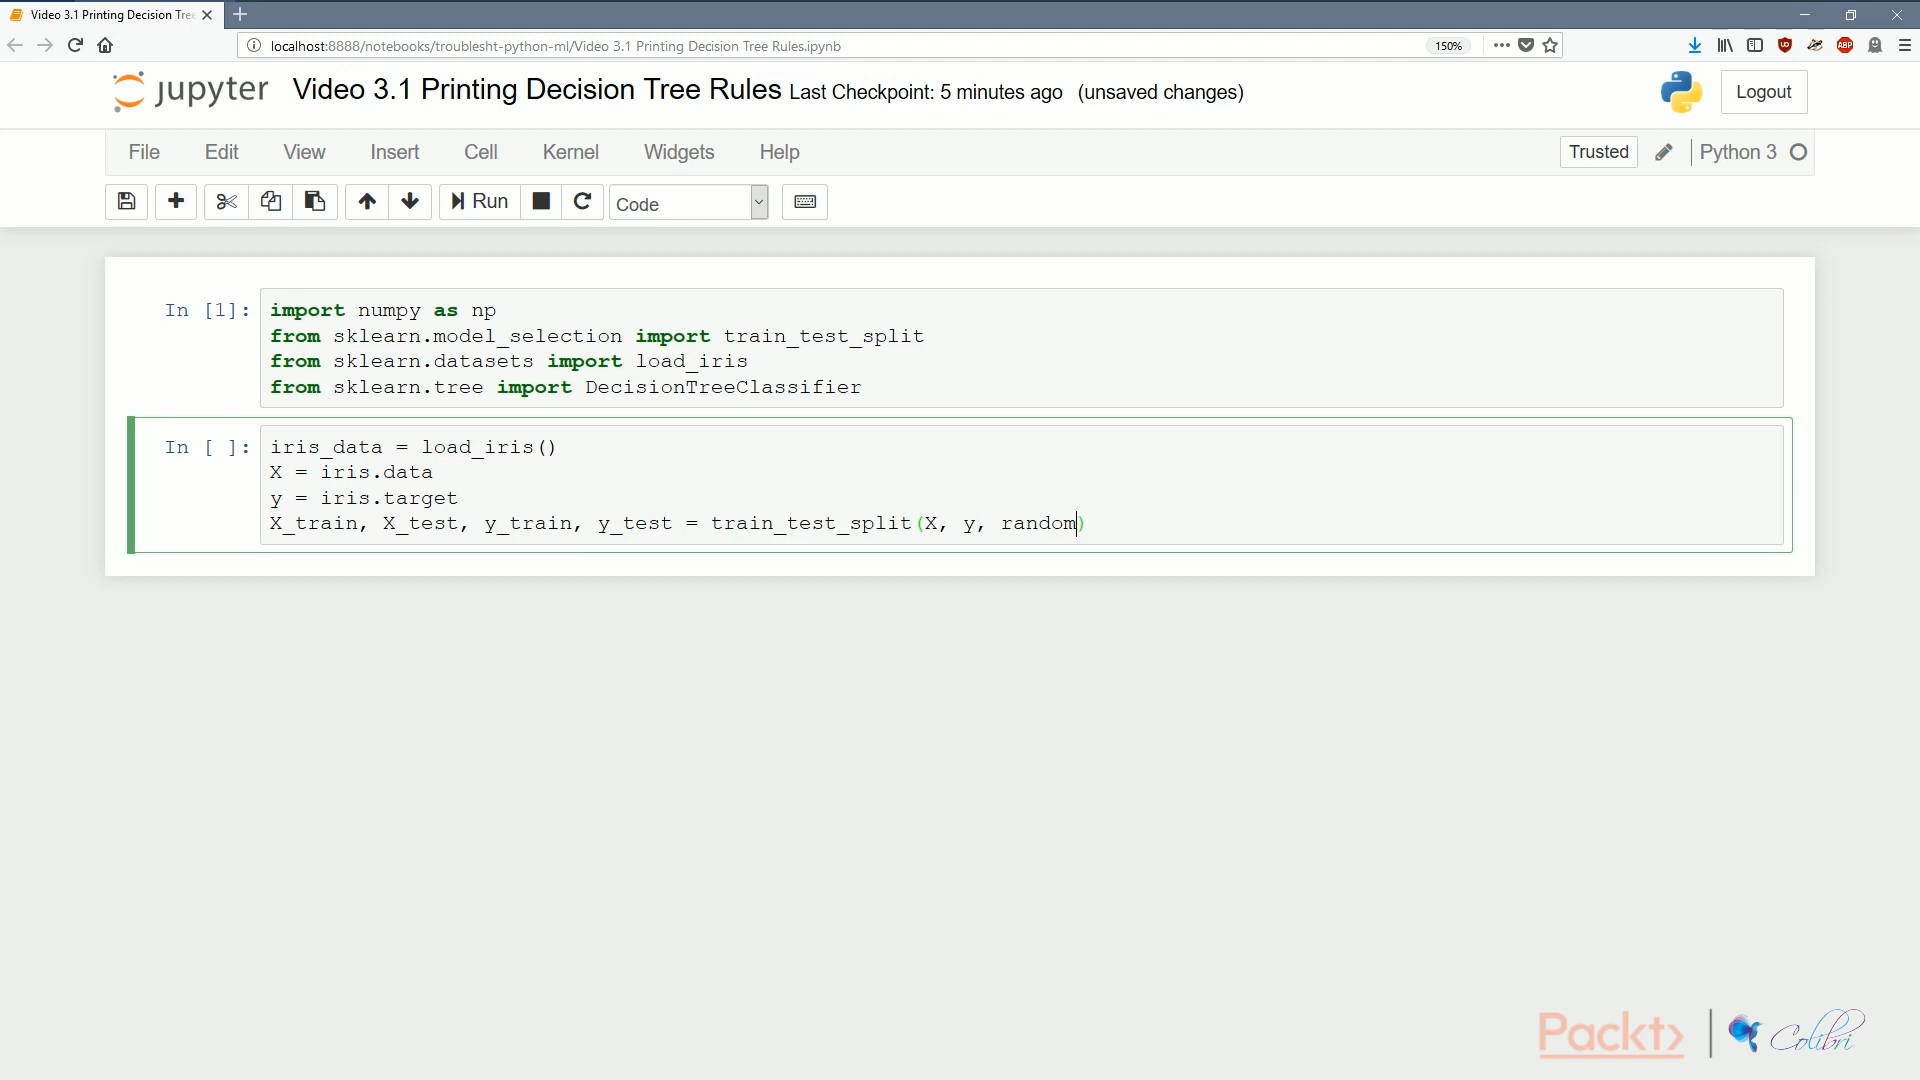 Video 3.1 Printing Decision Tree
localhost:8888/notebooks/troublesht-python-ml/Video 3.1 Printing Decision Tree Rules.ipynb
150%
ABP
jupyter Video 3.1 Printing Decision Tree Rules Last Checkpoint: 5 minutes ago (unsaved changes)
Logout
File Edit View Insert Cell Kernel Widgets Help
Trusted Python 3
Run Code
In [1]: import numpy as np
from sklearn.model_selection import train_test_split
from sklearn.datasets import load_iris
from sklearn.tree import DecisionTreeClassifier
In [ ]: iris_data = load_iris()
X = iris.data
y = iris.target
X_train, X_test, y_train, y_test = train_test_split(X, y, random)
Packt>
Colibri